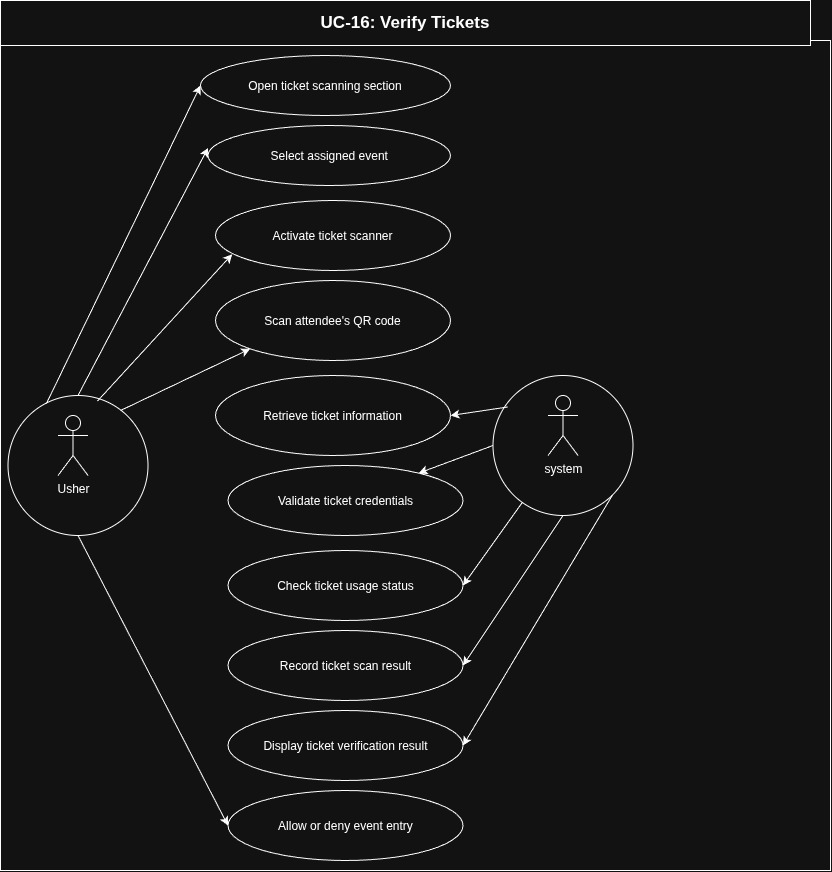 UC-16: Verify Tickets
Open ticket scanning section
Select assigned event
Activate ticket scanner
Scan attendee's QR code
Retrieve ticket information
system
Usher
Validate ticket credentials
Check ticket usage status
Record ticket scan result
Display ticket verification result
Allow or deny event entry